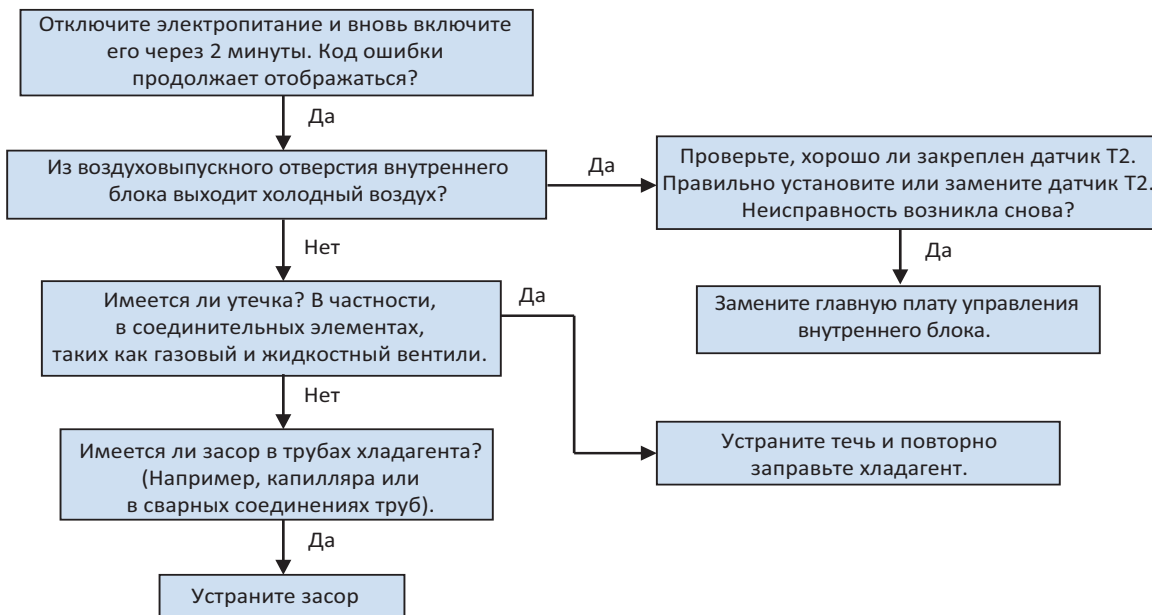 Отключите электропитание и вновь включите
его через 2 минуты. Код ошибки
продолжает отображаться?
Да
Из воздуховыпускного отверстия внутреннего
блока выходит холодный воздух?
Да
Проверьте, хорошо ли закреплен датчик Т2.
Правильно установите или замените датчик Т2.
Неисправность возникла снова?
Да
Замените главную плату управления
внутреннего блока.
Нет
Имеется ли утечка? В частности,
в соединительных элементах,
таких как газовый и жидкостный вентили.
Да
Устраните течь и повторно
заправьте хладагент.
Нет
Имеется ли засор в трубах хладагента?
(Например, капилляра или
в сварных соединениях труб).
Да
Устраните засор